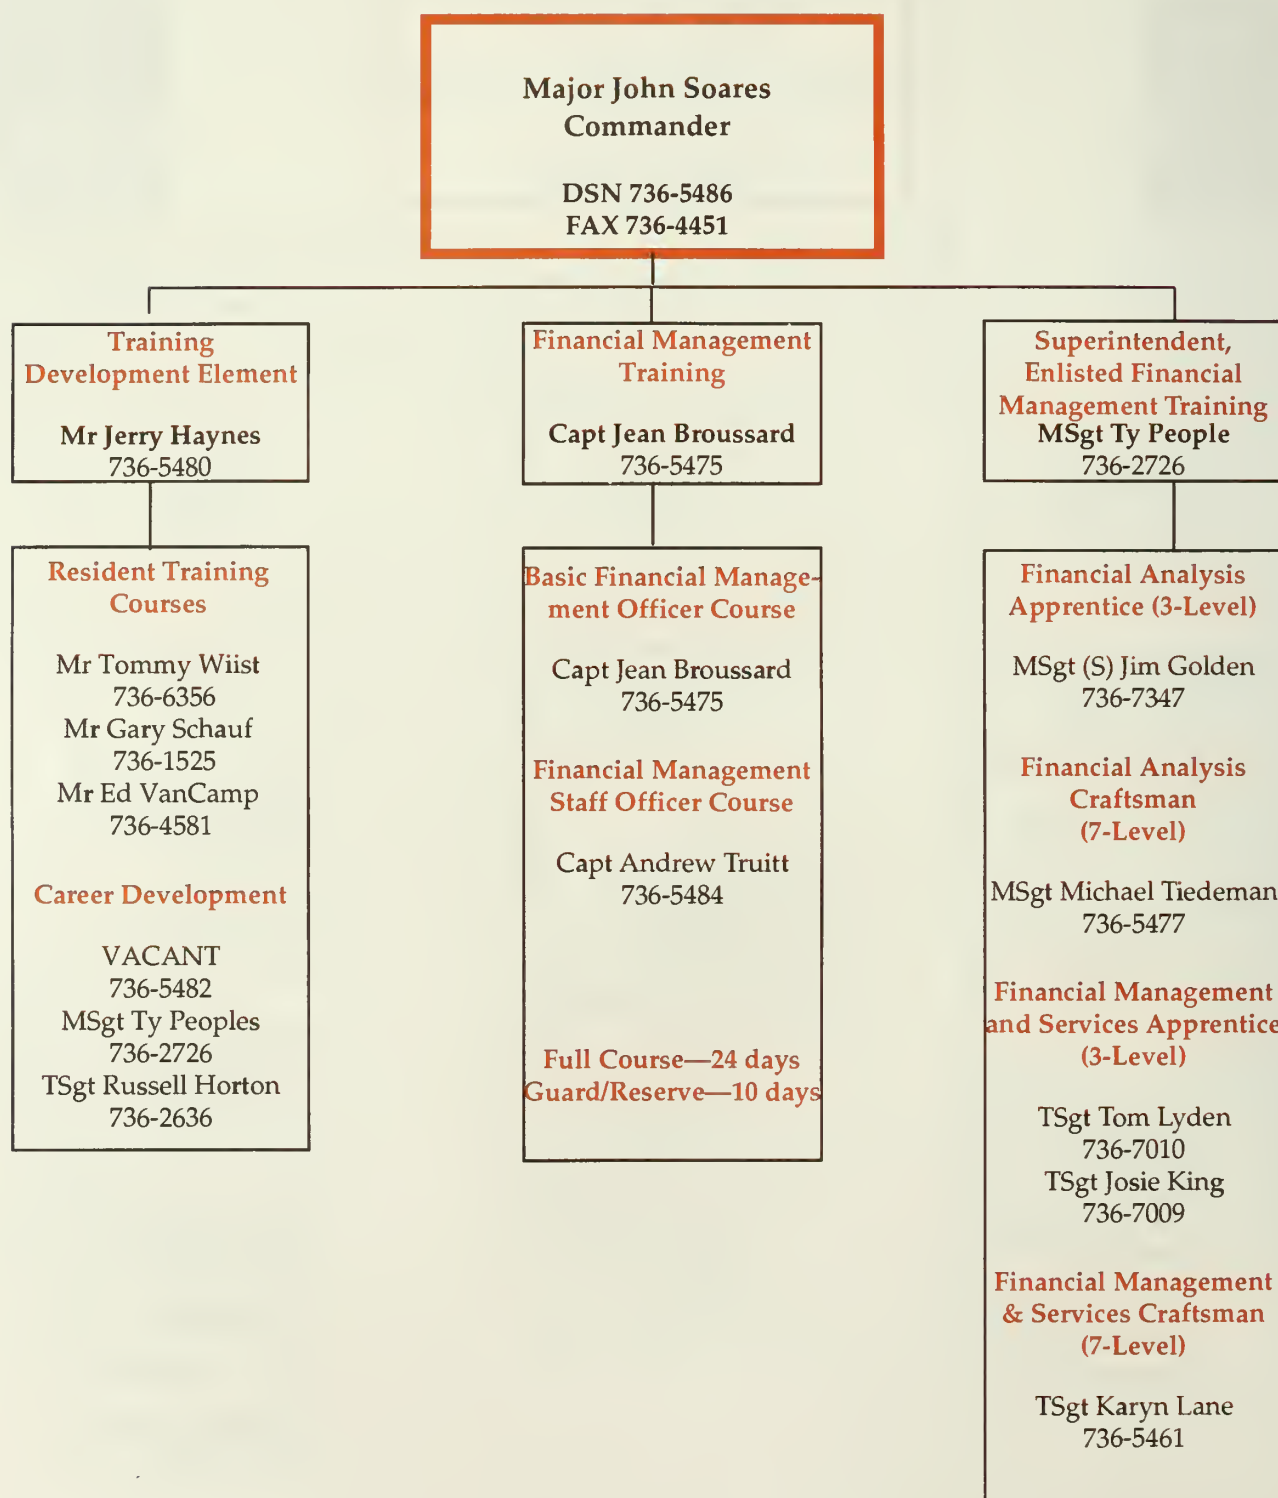 Major John Soares
Commander
DSN 736-5486
FAX 736-4451
Training
Development Element
Mr Jerry Haynes
736-5480
Resident Training
Courses
Mr Tommy Wiist
736-6356
Mr Gary Schauf
736-1525
Mr Ed VanCamp
736-4581
Career Development
VACANT
736-5482
MSgt Ty Peoples
736-2726
TSgt Russell Horton
736-2636
Financial Management
Training
Capt Jean Broussard
736-5475
Basic Financial Manage-
ment Officer Course
Capt Jean Broussard
736-5475
Financial Management
Staff Officer Course
Capt Andrew Truitt
736-5484
Full Course—24 days
Guard/Reserve—10 days
Superintendent,
Enlisted Financial
Management Training
MSgt Ty People
736-2726
Financial Analysis
Apprentice (3-Level)
MSgt (S) Jim Golden
736-7347
Financial Analysis
Craftsman
(7-Level)
MSgt Michael Tiedeman
736-5477
Financial Management
and Services Apprentice
(3-Level)
TSgt Tom Lyden
736-7010
TSgt Josie King
736-7009
Financial Management
& Services Craftsman
(7-Level)
TSgt Karyn Lane
736-5461